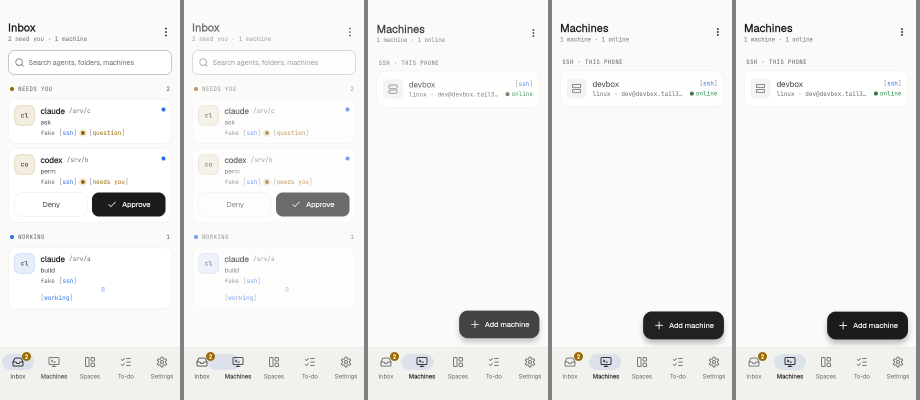 Inbox
2 need you · 1 machine
Search agents, folders, machines
NEEDS YOU 2
cl claude /srv/c
ask
fake [ssh] [question]
co codex /srv/b
perm
fake [ssh] [needs you]
Deny Approve
WORKING 1
cl claude /srv/a
build
fake [ssh]
[working]
2
Inbox Machines Spaces To-do Settings
Inbox
2 need you · 1 machine
Search agents, folders, machines
NEEDS YOU 2
cl claude /srv/c
ask
fake [ssh] [question]
co codex /srv/b
perm
fake [ssh] [needs you]
Deny Approve
WORKING 1
cl claude /srv/a
build
fake [ssh]
[working]
2
Inbox Machines Spaces To-do Settings
Machines
1 machine · 1 online
SSH · THIS PHONE
devbox [ssh]
linux · dev@devbox.tail3… online
Add machine
2
Inbox Machines Spaces To-do Settings
Machines
1 machine · 1 online
SSH · THIS PHONE
devbox [ssh]
linux · dev@devbox.tail3… online
Add machine
2
Inbox Machines Spaces To-do Settings
Machines
1 machine · 1 online
SSH · THIS PHONE
devbox [ssh]
linux · dev@devbox.tail3… online
Add machine
2
Inbox Machines Spaces To-do Settings